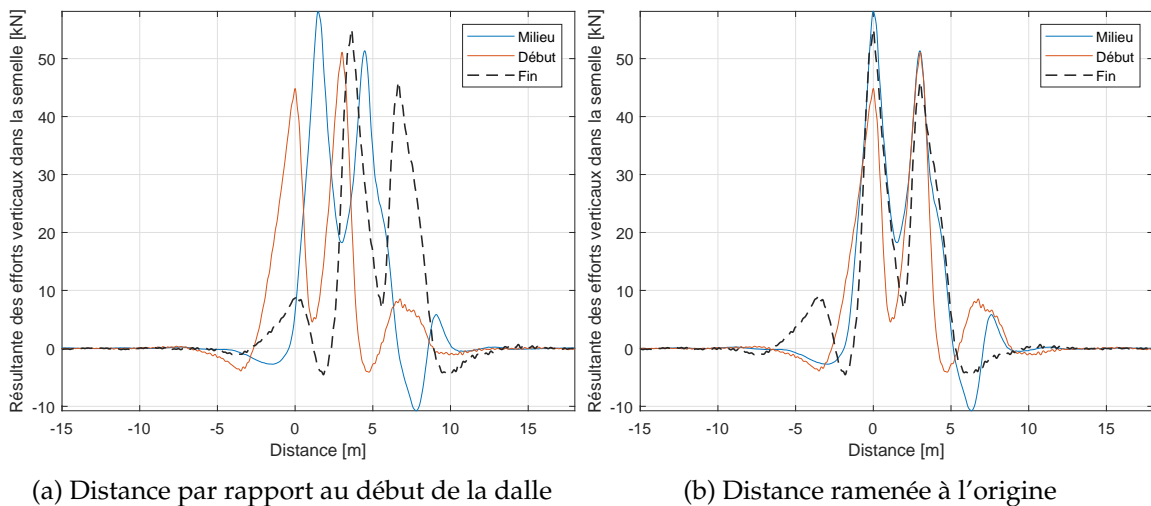 Résultante des efforts verticaux dans la semelle [kN]
50
40
30
20
10
0
-10
-15
-10
-5
0
5
10
15
Distance [m]
Milieu
Début
Fin
(a) Distance par rapport au début de la dalle
Résultante des efforts verticaux dans la semelle [kN]
50
40
30
20
10
0
-10
-15
-10
-5
0
5
10
15
Distance [m]
Milieu
Début
Fin
(b) Distance ramenée à l'origine